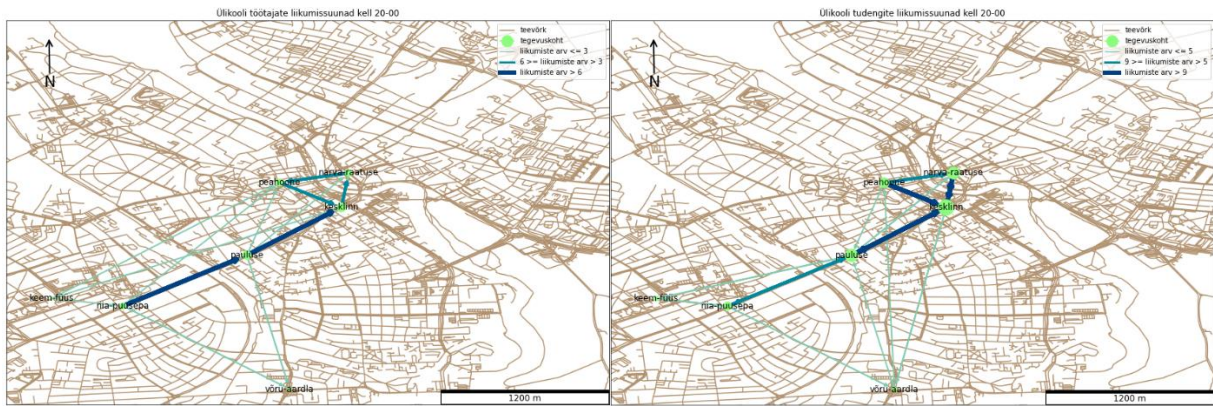 Ülikooli töötajate liikumissuunad kell 20-00
N
teevõrk
tegevuskoht
liikumiste arv <= 3
6 >= liikumiste arv > 3
liikumiste arv > 6
narva-raatuse
peahoone
kesklinn
pauluse
keem-füüs
nia-puusepa
võru-aardla
1200 m
Ülikooli tudengite liikumissuunad kell 20-00
N
teevõrk
tegevuskoht
liikumiste arv <= 5
9 >= liikumiste arv > 5
liikumiste arv > 9
narva-raatuse
peahoone
kesklinn
pauluse
keem-füüs
nia-puusepa
võru-aardla
1200 m